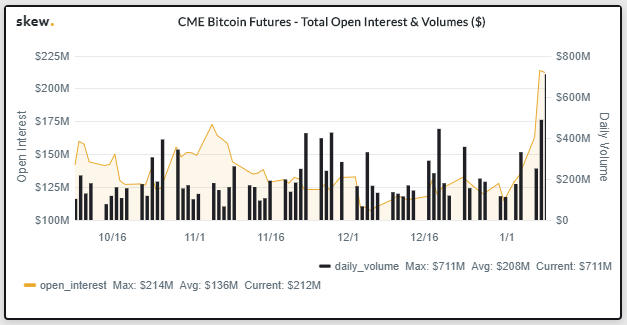 skew.
CME Bitcoin Futures - Total Open Interest & Volumes ($)
$225M
$200M
$175M
$150M
$125M
$100M
Open Interest
$800M
$600M
$400M
$200M
$0
Daily Volume
10/16 11/1 11/16 12/1 12/16 1/1
daily_volume Max: $711M Avg: $208M Current: $711M
open_interest Max: $214M Avg: $136M Current: $212M